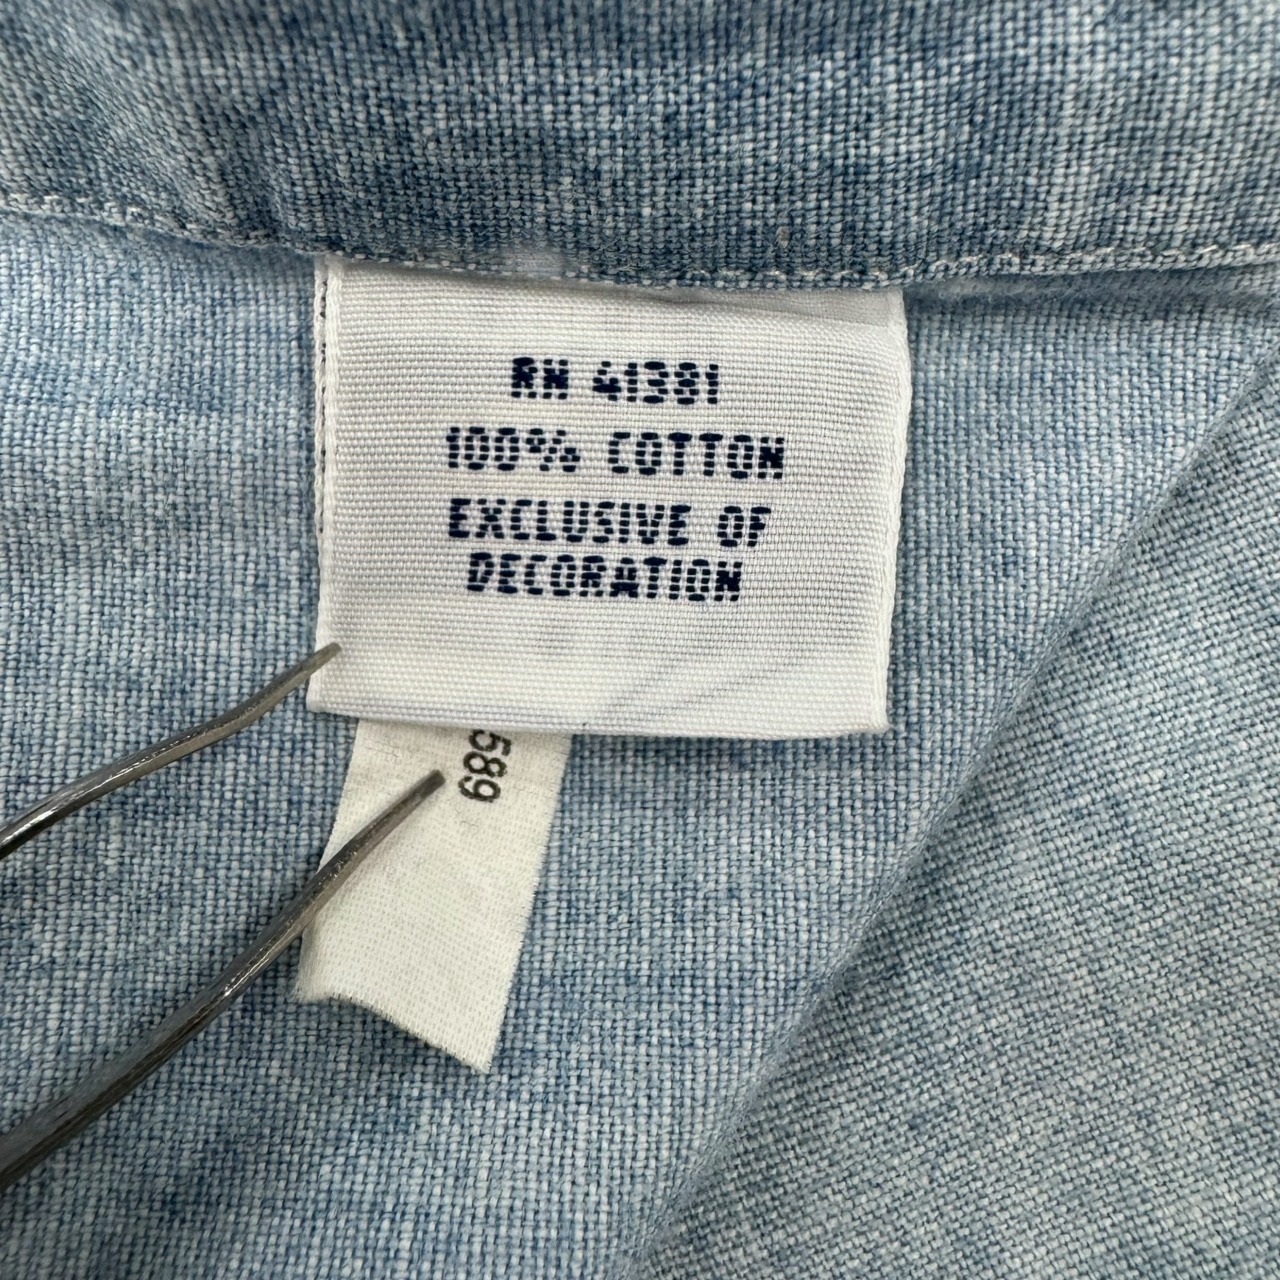 RN 41381
100% COTTON
EXCLUSIVE OF
DECORATION
589